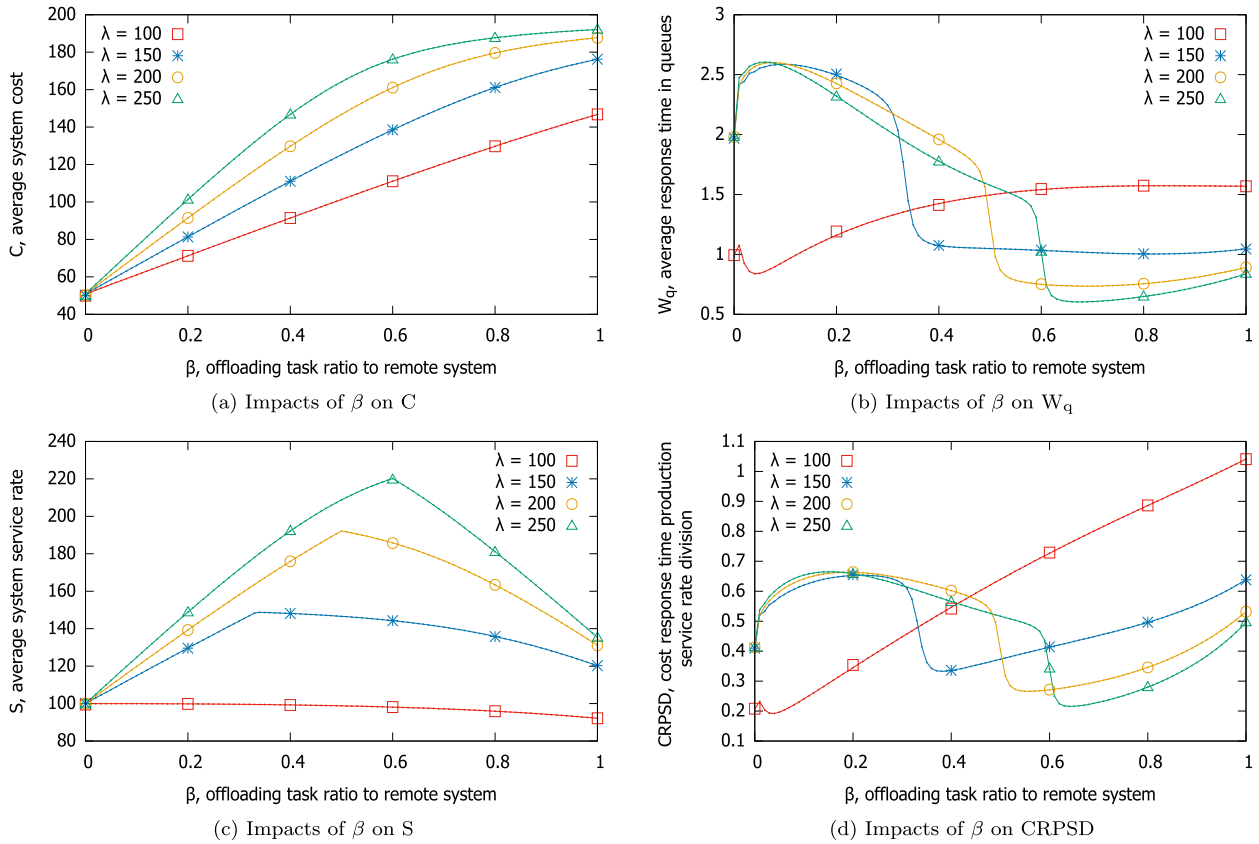 200
180
160
140
120
100
80
60
40
C, average system cost
λ = 100
λ = 150
λ = 200
λ = 250
0 0.2 0.4 0.6 0.8 1
β, offloading task ratio to remote system
(a) Impacts of β on C
3
2.5
2
1.5
1
0.5
Wq, average response time in queues
λ = 100
λ = 150
λ = 200
λ = 250
0 0.2 0.4 0.6 0.8 1
β, offloading task ratio to remote system
(b) Impacts of β on Wq
240
220
200
180
160
140
120
100
80
S, average system service rate
λ = 100
λ = 150
λ = 200
λ = 250
0 0.2 0.4 0.6 0.8 1
β, offloading task ratio to remote system
(c) Impacts of β on S
1.1
1
0.9
0.8
0.7
0.6
0.5
0.4
0.3
0.2
0.1
CRPSD, cost response time production
service rate division
λ = 100
λ = 150
λ = 200
λ = 250
0 0.2 0.4 0.6 0.8 1
β, offloading task ratio to remote system
(d) Impacts of β on CRPSD